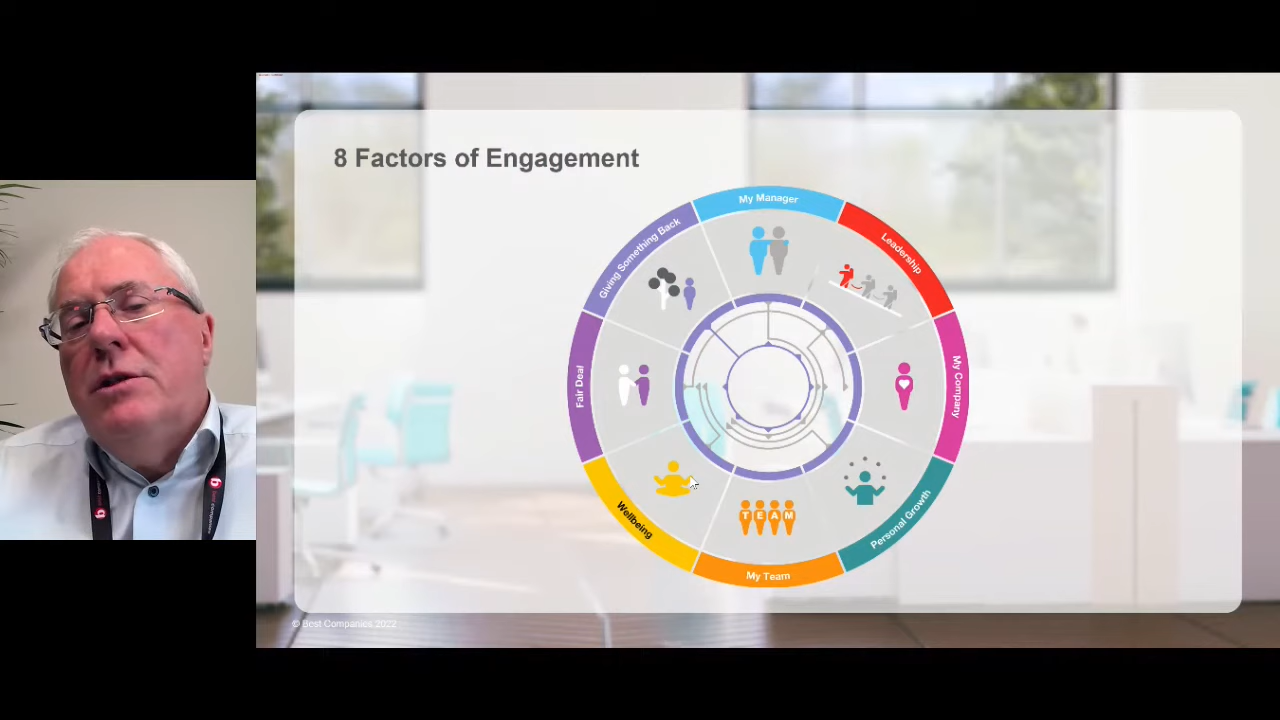 8 Factors of Engagement
My Manager
Leadership
My Company
Personal Growth
My Team
Wellbeing
Fair Deal
Giving Something Back
TEAM
© Best Companies 2022